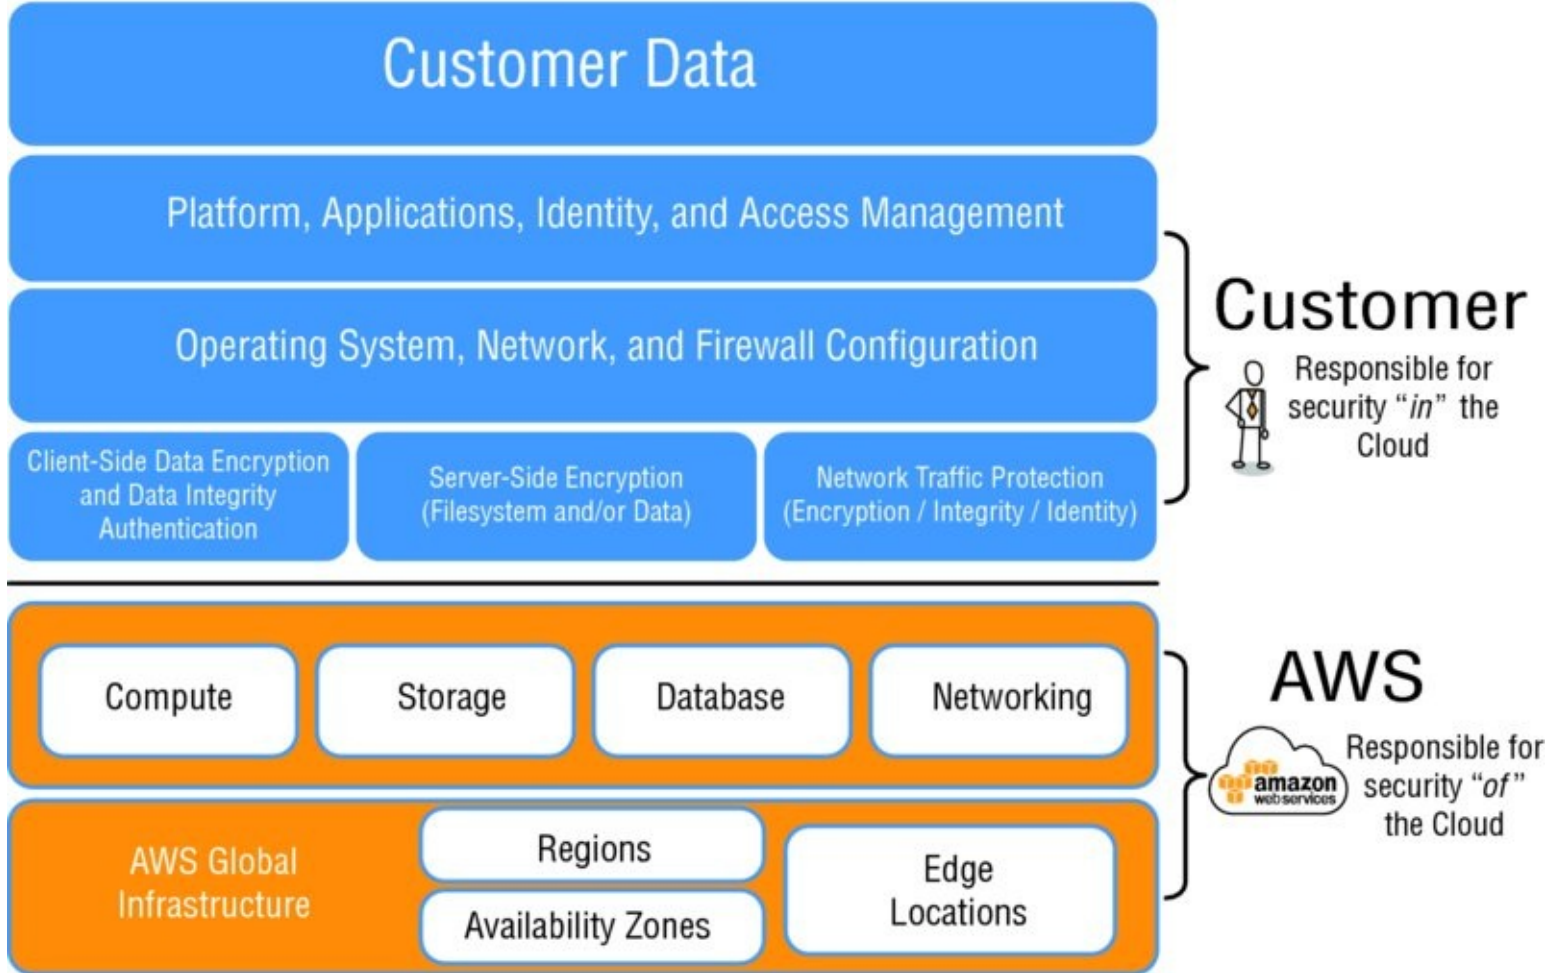 Customer Data
Platform, Applications, Identity, and Access Management
Operating System, Network, and Firewall Configuration
Client-Side Data Encryption
and Data Integrity
Authentication
Server-Side Encryption
(Filesystem and/or Data)
Network Traffic Protection
(Encryption / Integrity / Identity)
Customer
Responsible for
security “in” the
Cloud
Compute
Storage
Database
Networking
AWS Global
Infrastructure
Regions
Availability Zones
Edge
Locations
AWS
amazon
webservices
Responsible for
security “of”
the Cloud